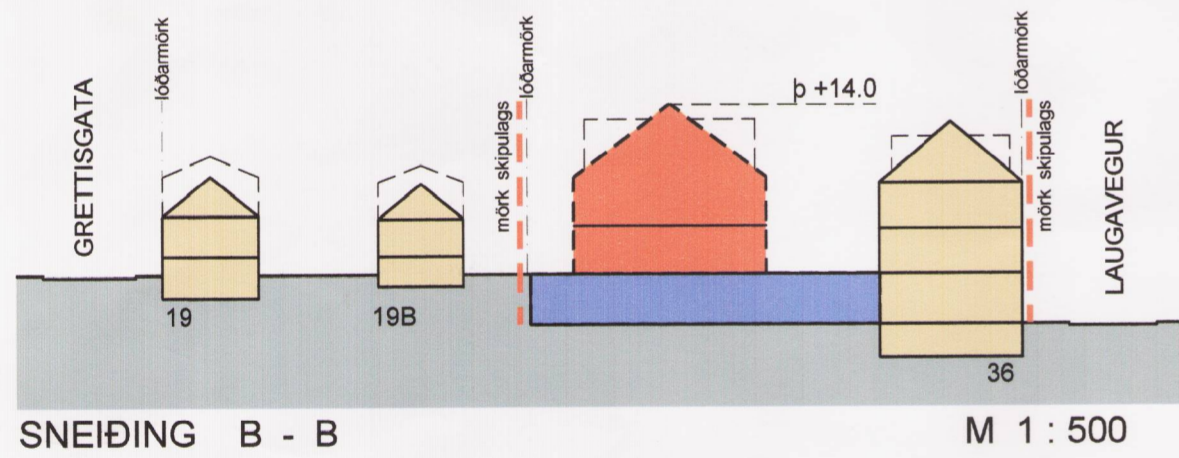 GRETTISGATA
lóðarmörk
mörk skipulags
lóðarmörk
þ +14.0
lóðarmörk
mörk skipulags
LAUGAVEGUR
19
19B
36
SNEIÐING B - B
M 1 : 500